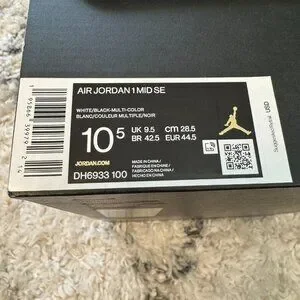 AIR JORDAN 1 MID SE
WHITE/BLACK-MULTI-COLOR
BLANC/COULEUR MULTIPLE/NOIR
10 5
UK 9.5 CM 28.5
BR 42.5 EUR 44.5
JORDAN.COM
DH6933 100
MADE IN CHINA /
FABRIQUÉ EN CHINE /
HECHO EN CHINA
USD